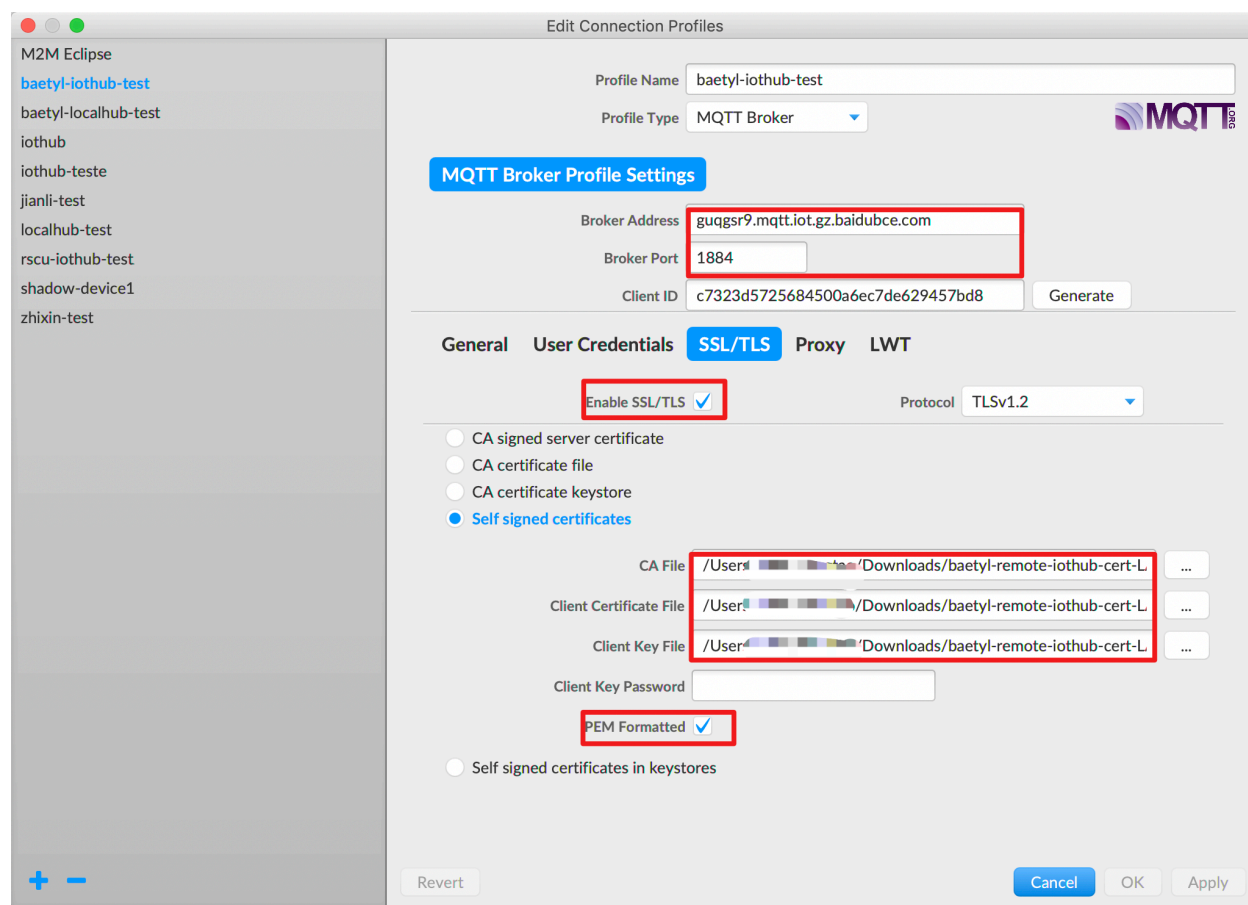 Edit Connection Profiles
M2M Eclipse
baetyl-iothub-test
baetyl-localhub-test
iothub
iothub-teste
jianli-test
localhub-test
rscu-iothub-test
shadow-device1
zhixin-test
Profile Name baetyl-iothub-test
Profile Type MQTT Broker
MQTT.ORG
MQTT Broker Profile Settings
Broker Address guqgsr9.mqtt.iot.gz.baidubce.com
Broker Port 1884
Client ID c7323d5725684500a6ec7de629457bd8 Generate
General User Credentials SSL/TLS Proxy LWT
Enable SSL/TLS Protocol TLSv1.2
CA signed server certificate
CA certificate file
CA certificate keystore
Self signed certificates
CA File /Users /Downloads/baetyl-remote-iothub-cert-L ...
Client Certificate File /User /Downloads/baetyl-remote-iothub-cert-L ...
Client Key File /User /Downloads/baetyl-remote-iothub-cert-L ...
Client Key Password
PEM Formatted
Self signed certificates in keystores
Revert Cancel OK Apply